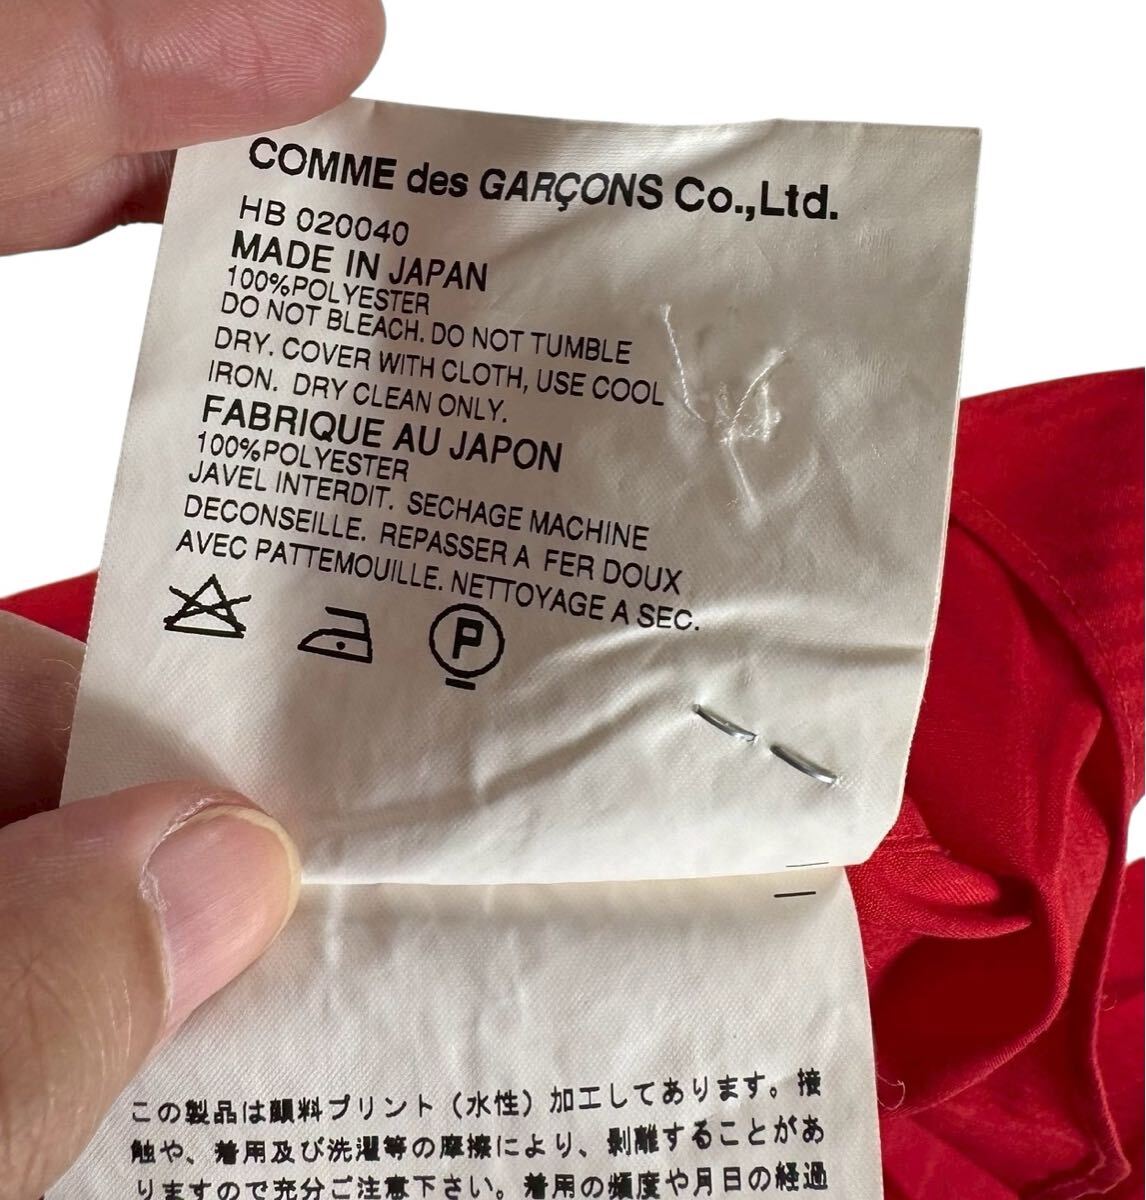 COMME des GARÇONS Co.,Ltd.
HB 020040
MADE IN JAPAN
100%POLYESTER
DO NOT BLEACH. DO NOT TUMBLE
DRY. COVER WITH CLOTH, USE COOL
IRON. DRY CLEAN ONLY.
FABRIQUE AU JAPON
100%POLYESTER
JAVEL INTERDIT. SECHAGE MACHINE
DECONSEILLE. REPASSER A FER DOUX
AVEC PATTEMOUILLE. NETTOYAGE A SEC.
P
この製品は顔料プリント（水性）加工してあります。接
触や、着用及び洗濯等の摩擦により、剥離することがあ
りますので充分ご注意下さい。着用の頻度や月日の経過